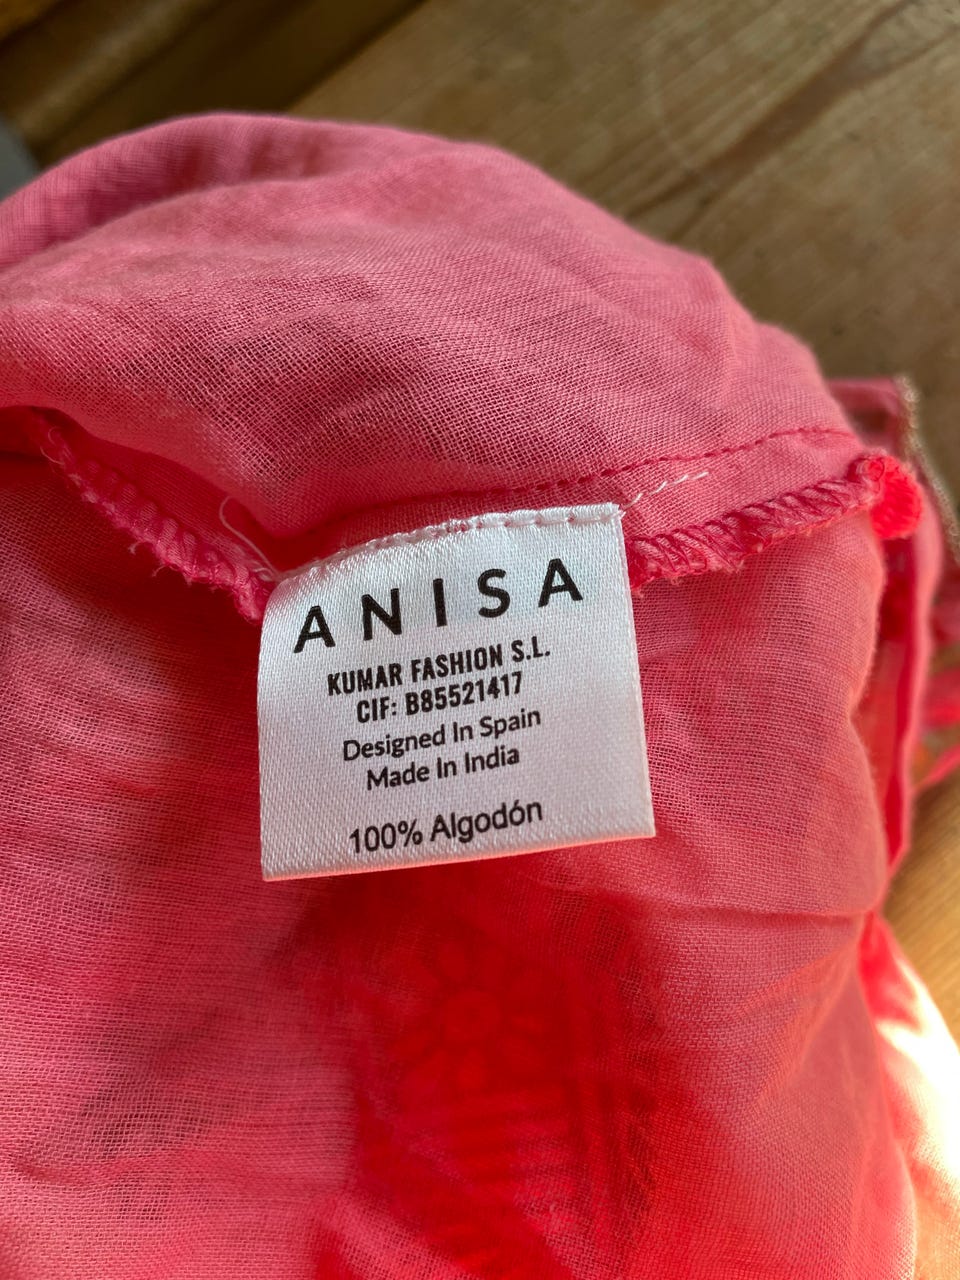 ANISA
KUMAR FASHION S.L.
CIF: B85521417
Designed In Spain
Made In India
100% Algodón